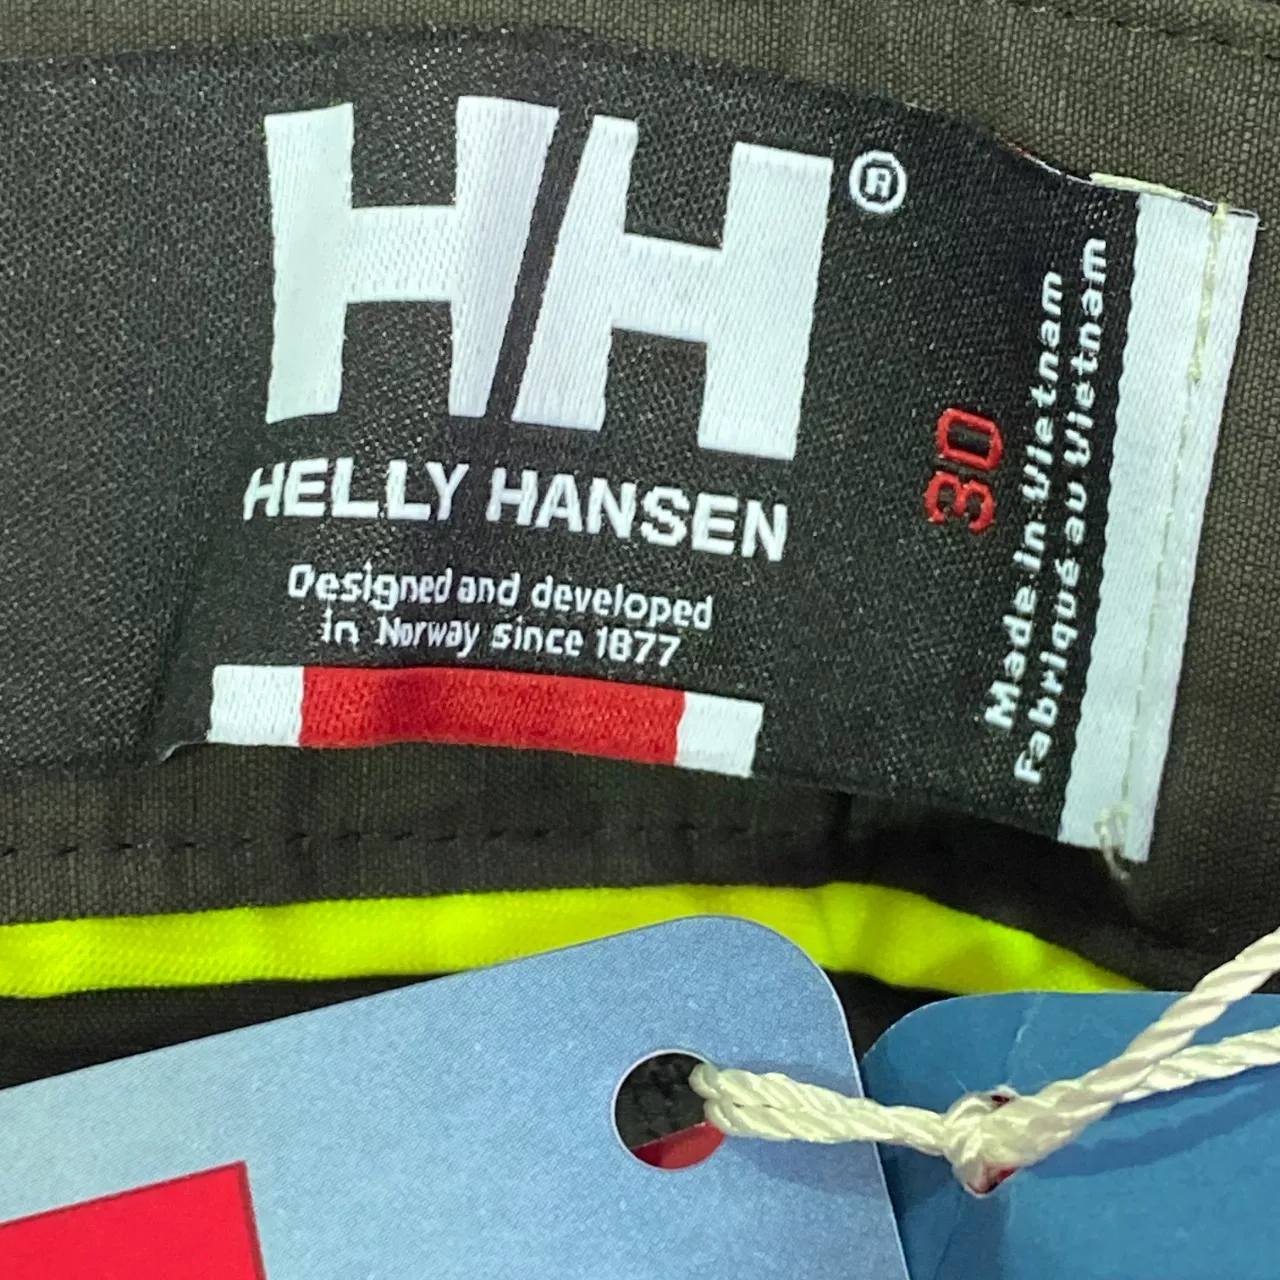 HH®
HELLY HANSEN
Designed and developed
in Norway since 1877
30
Made in Vietnam
Fabriqué au Vietnam